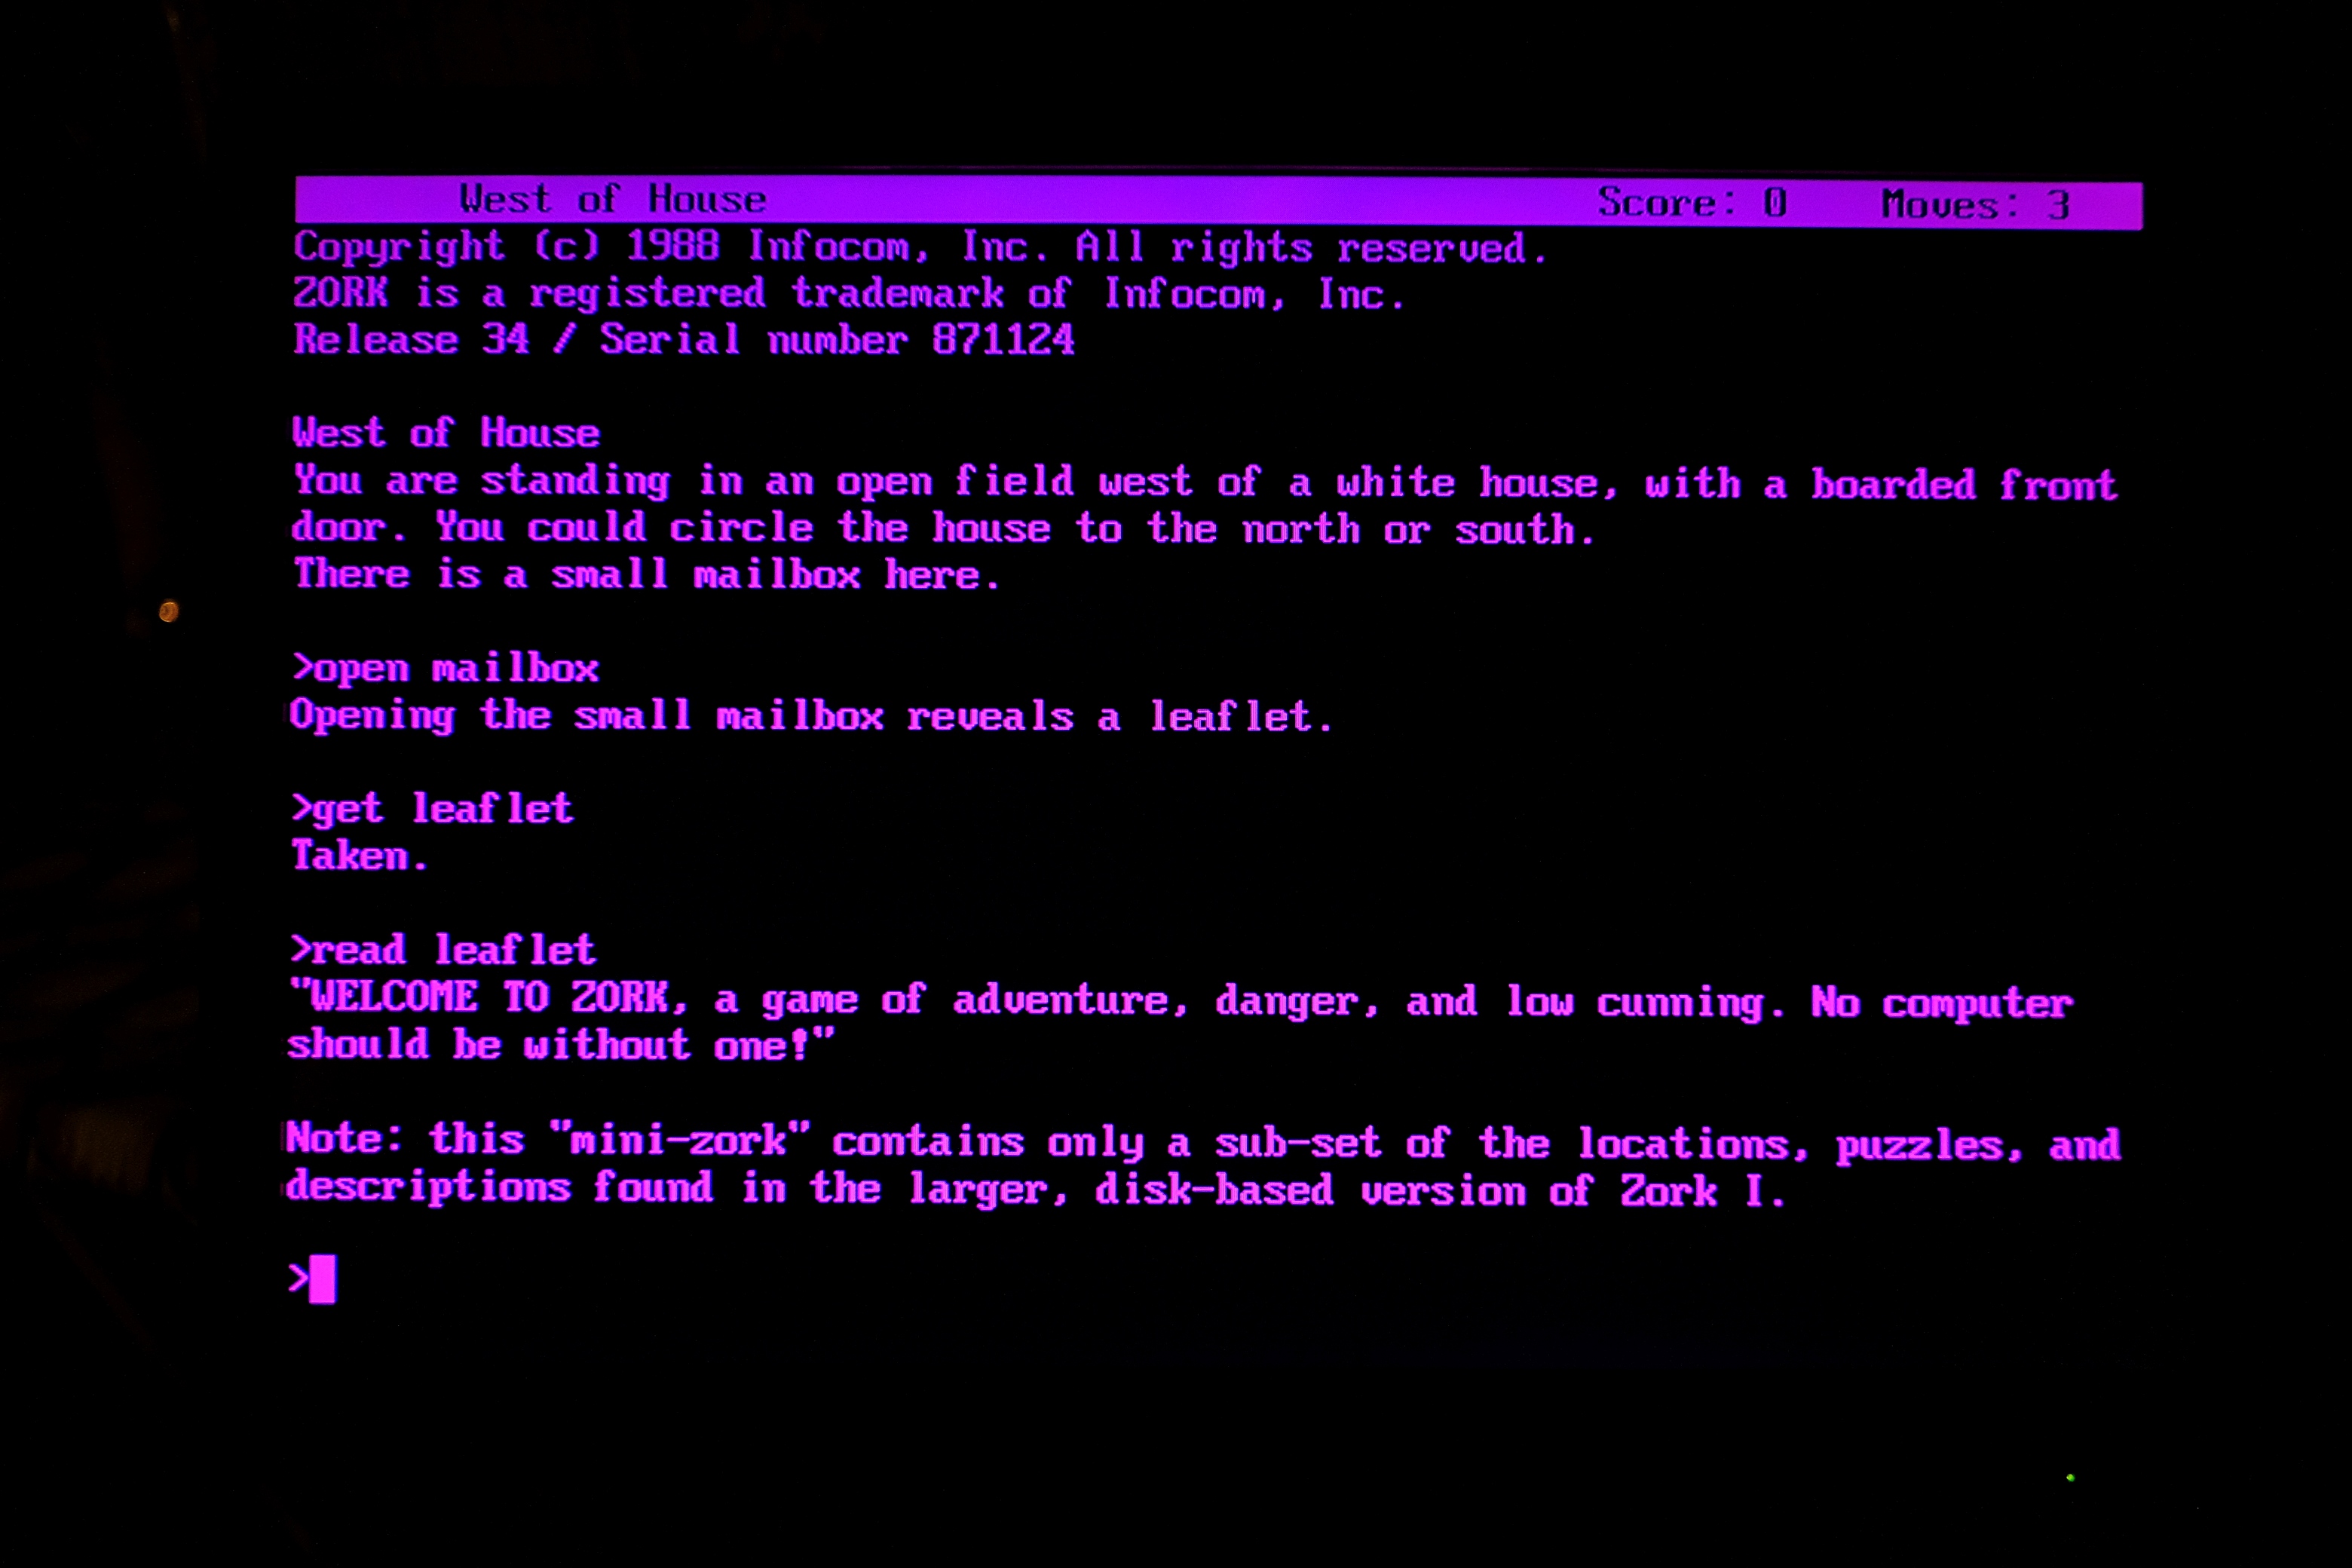 West of House Score: 0 Moves: 3
Copyright (c) 1988 Infocom, Inc. All rights reserved.
ZORK is a registered trademark of Infocom, Inc.
Release 34 / Serial number 871124
West of House
You are standing in an open field west of a white house, with a boarded front
door. You could circle the house to the north or south.
There is a small mailbox here.
>open mailbox
Opening the small mailbox reveals a leaflet.
>get leaflet
Taken.
>read leaflet
"WELCOME TO ZORK, a game of adventure, danger, and low cunning. No computer
should be without one!"
Note: this "mini-zork" contains only a sub-set of the locations, puzzles, and
descriptions found in the larger, disk-based version of Zork I.
>